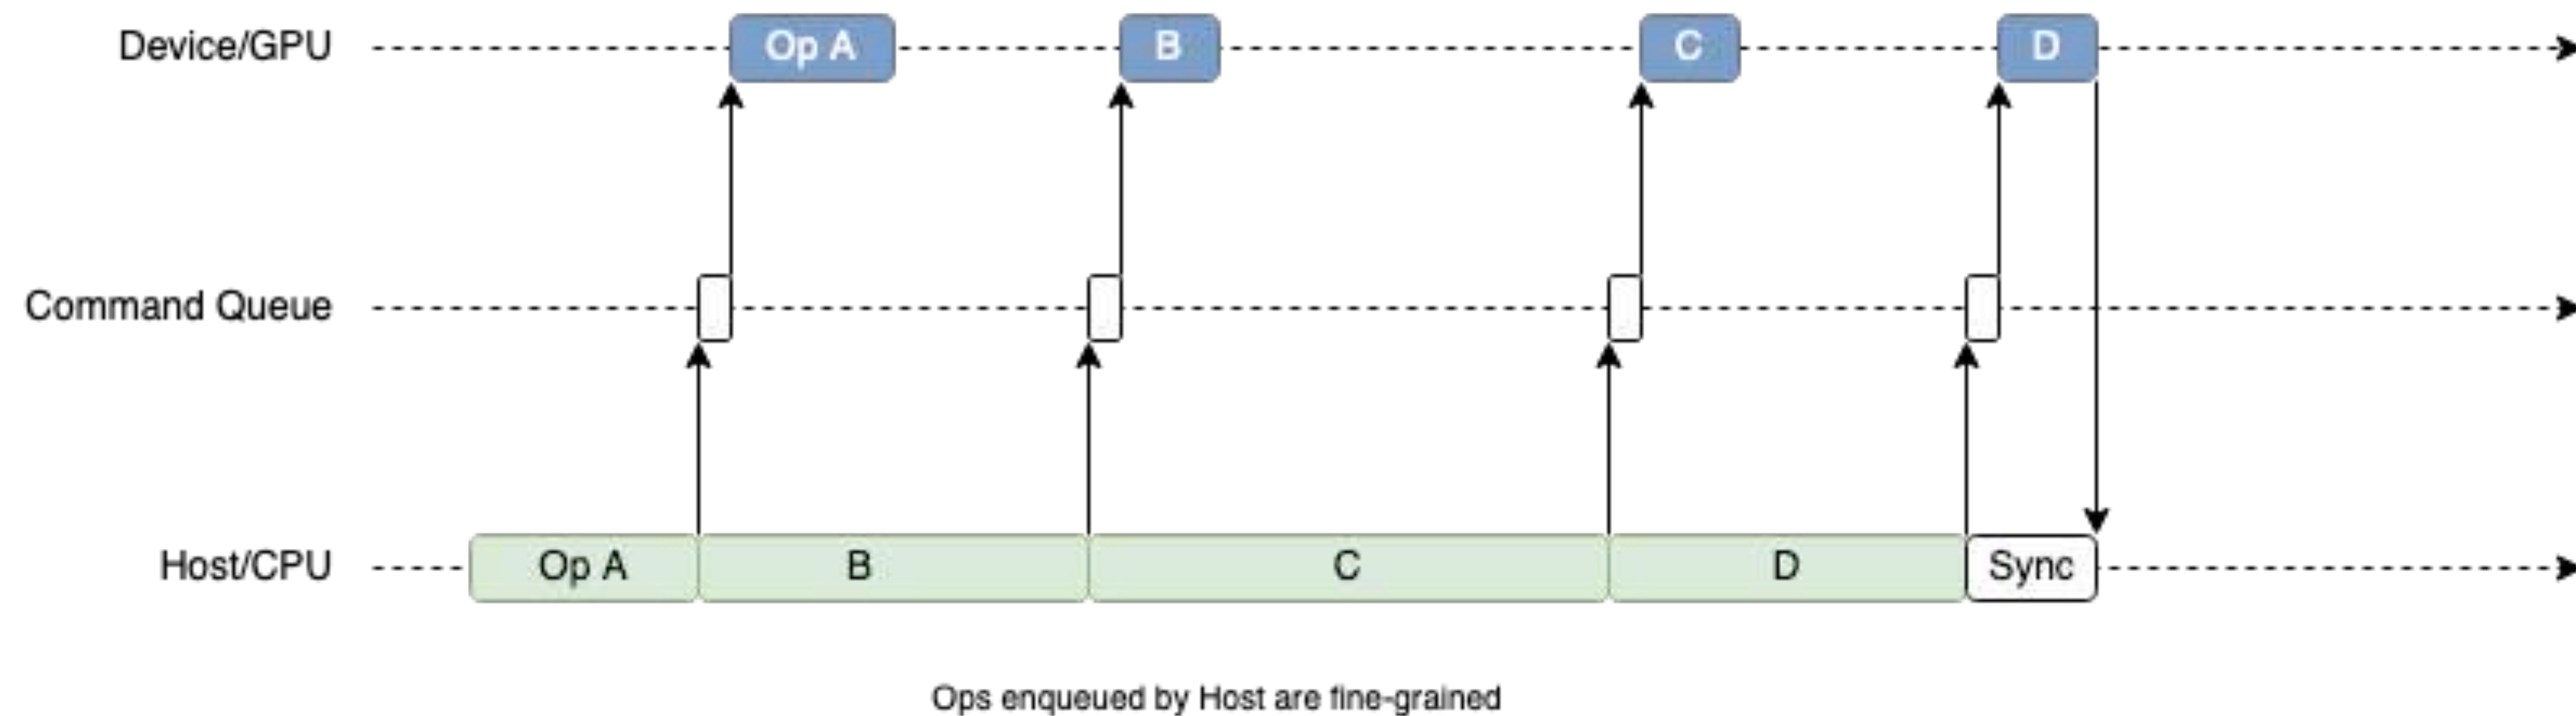 Device/GPU Op A B C D
Command Queue
Host/CPU Op A B C D Sync
Ops enqueued by Host are fine-grained